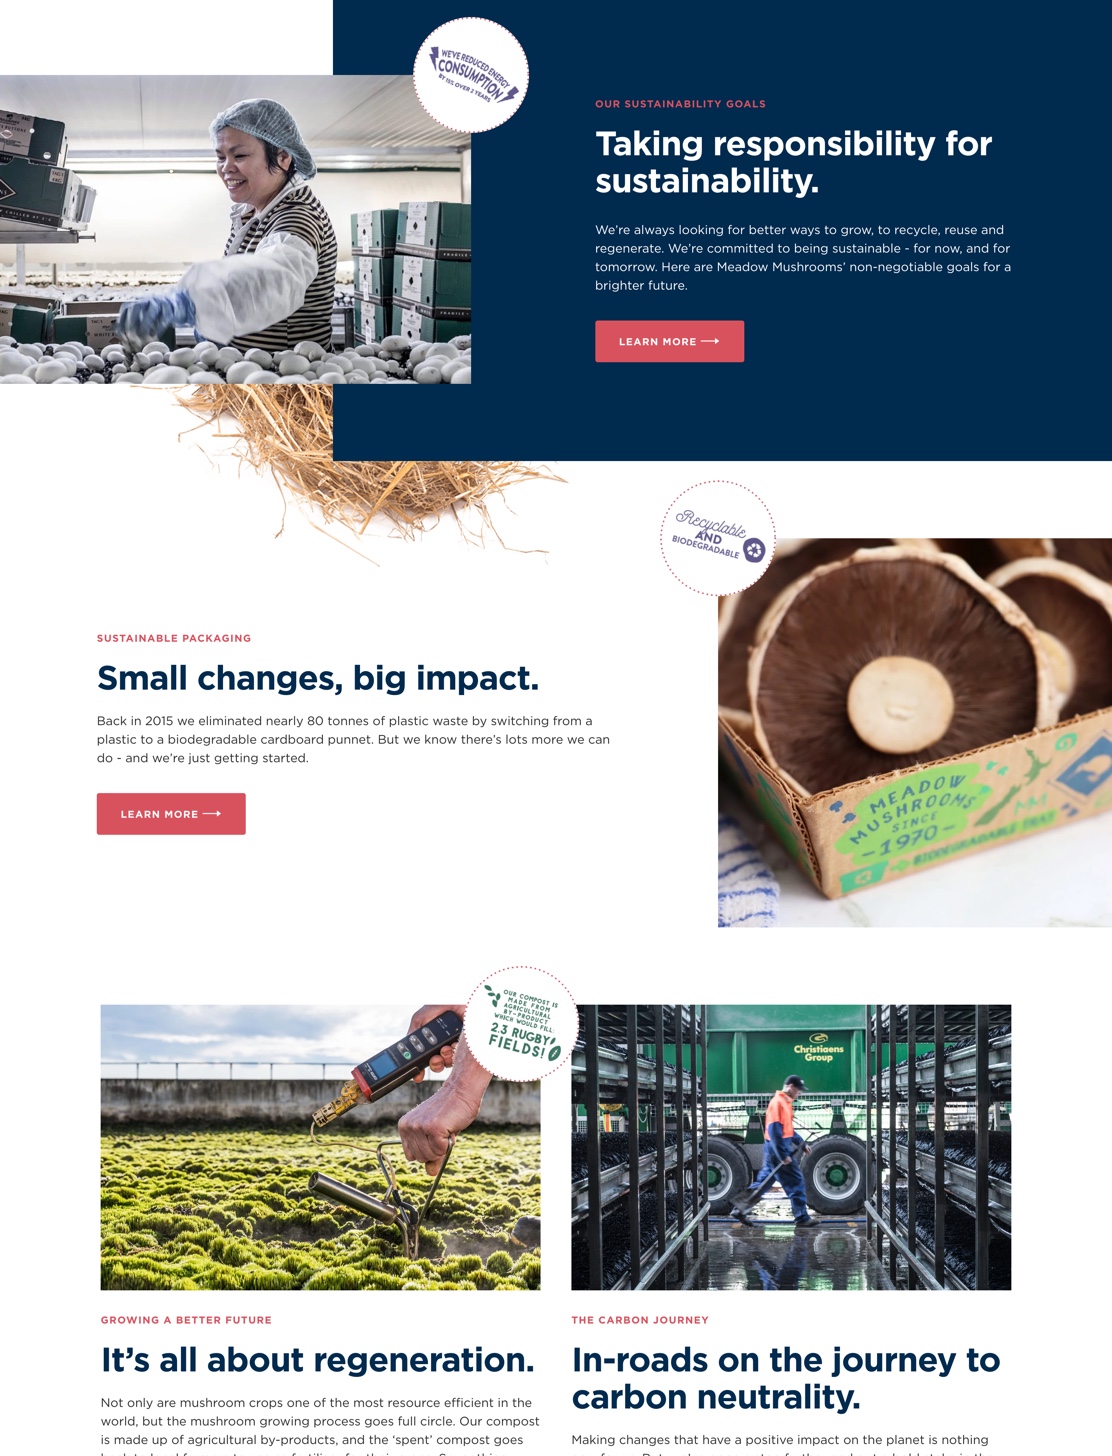 WE'VE REDUCED ENERGY
CONSUMPTION
BY 15% OVER 2 YEARS
OUR SUSTAINABILITY GOALS
Taking responsibility for
sustainability.
We're always looking for better ways to grow, to recycle, reuse and
regenerate. We're committed to being sustainable - for now, and for
tomorrow. Here are Meadow Mushrooms' non-negotiable goals for a
brighter future.
LEARN MORE
Recyclable
AND
BIODEGRADABLE
SUSTAINABLE PACKAGING
Small changes, big impact.
Back in 2015 we eliminated nearly 80 tonnes of plastic waste by switching from a
plastic to a biodegradable cardboard punnet. But we know there's lots more we can
do - and we're just getting started.
LEARN MORE
MEADOW
MUSHROOMS
SINCE
-1970-
BIODEGRADABLE TRAY
OUR COMPOST IS
MADE FROM
AGRICULTURAL
BY-PRODUCT
WHICH WOULD FILL:
23 RUGBY
FIELDS!
Christiaens
Group
GROWING A BETTER FUTURE
It's all about regeneration.
Not only are mushroom crops one of the most resource efficient in the
world, but the mushroom growing process goes full circle. Our compost
is made up of agricultural by-products, and the 'spent' compost goes
THE CARBON JOURNEY
In-roads on the journey to
carbon neutrality.
Making changes that have a positive impact on the planet is nothing